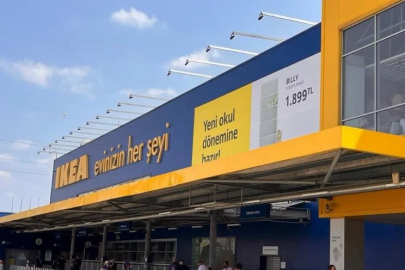 IKEA evinizin her şeyi
Yeni okul
dönemine
hazır!
BILLY
1.899TL